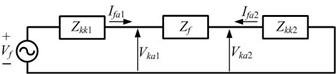 +
V_f
−
Z_kk1
I_fa1
V_ka1
Z_f
I_fa2
V_ka2
Z_kk2